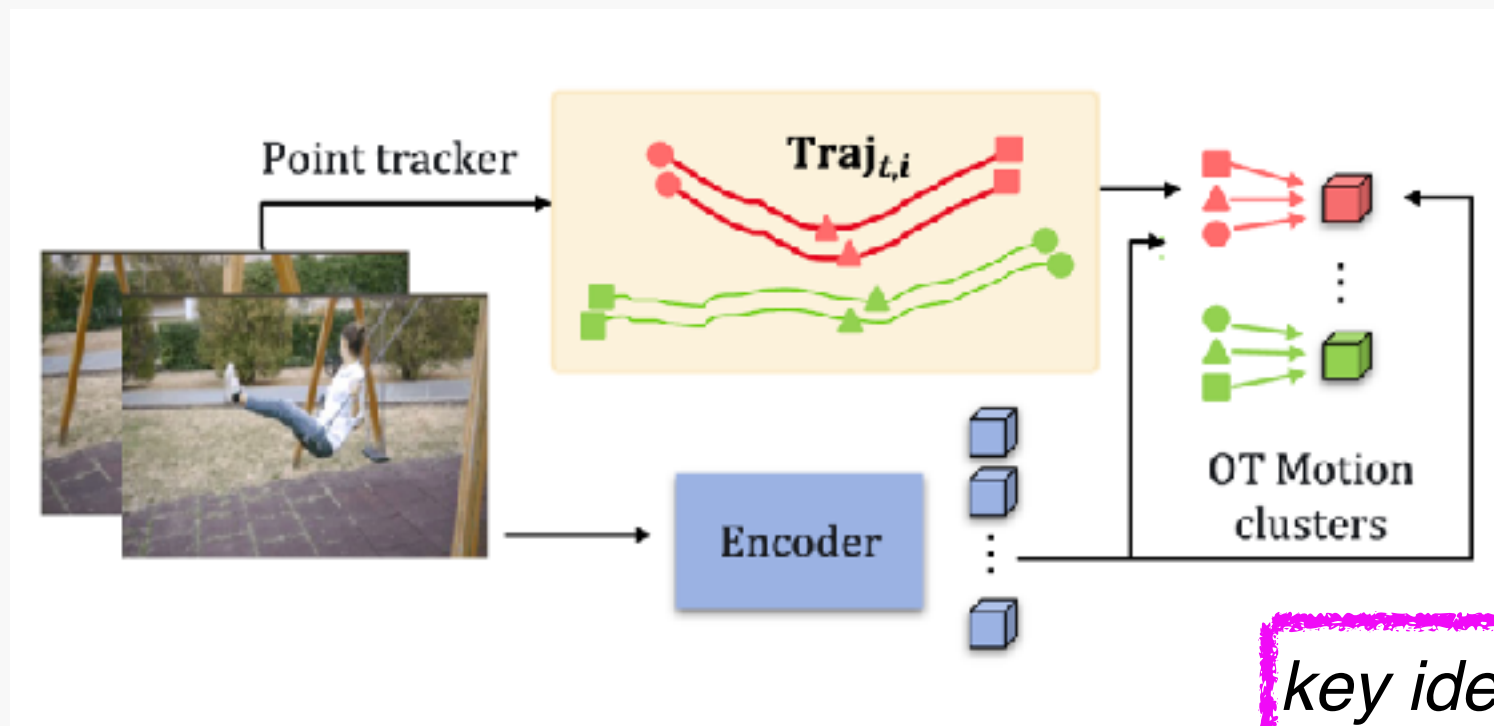 Point tracker
Traj_{t,i}
Encoder
OT Motion
clusters
key ide